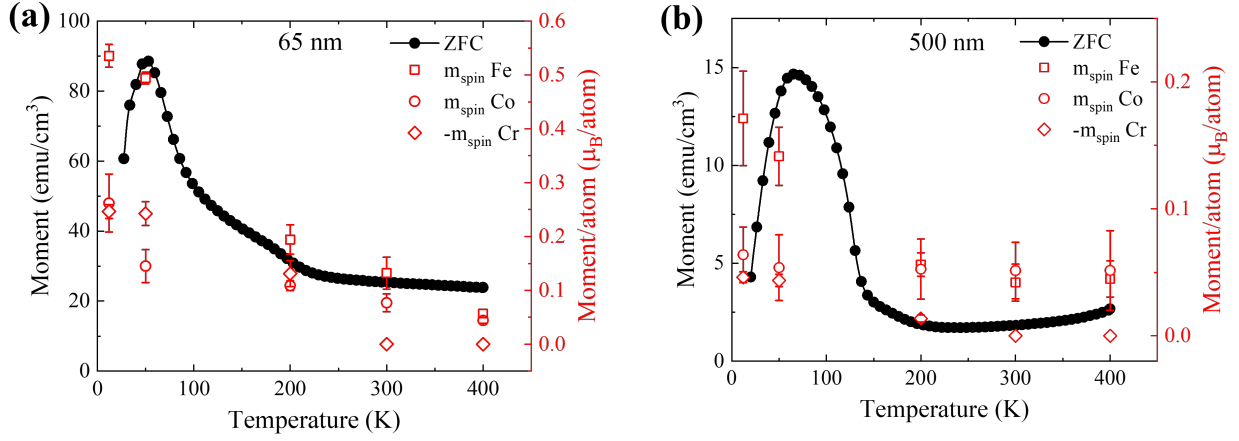 (a)
65 nm
ZFC
m_spin Fe
m_spin Co
-m_spin Cr
100
80
60
40
20
0
Moment (emu/cm³)
0.6
0.5
0.4
0.3
0.2
0.1
0.0
Moment/atom (μ_B/atom)
0 100 200 300 400
Temperature (K)
(b)
500 nm
ZFC
m_spin Fe
m_spin Co
-m_spin Cr
15
10
5
0
Moment (emu/cm³)
0.2
0.1
0.0
Moment/atom (μ_B/atom)
0 100 200 300 400
Temperature (K)